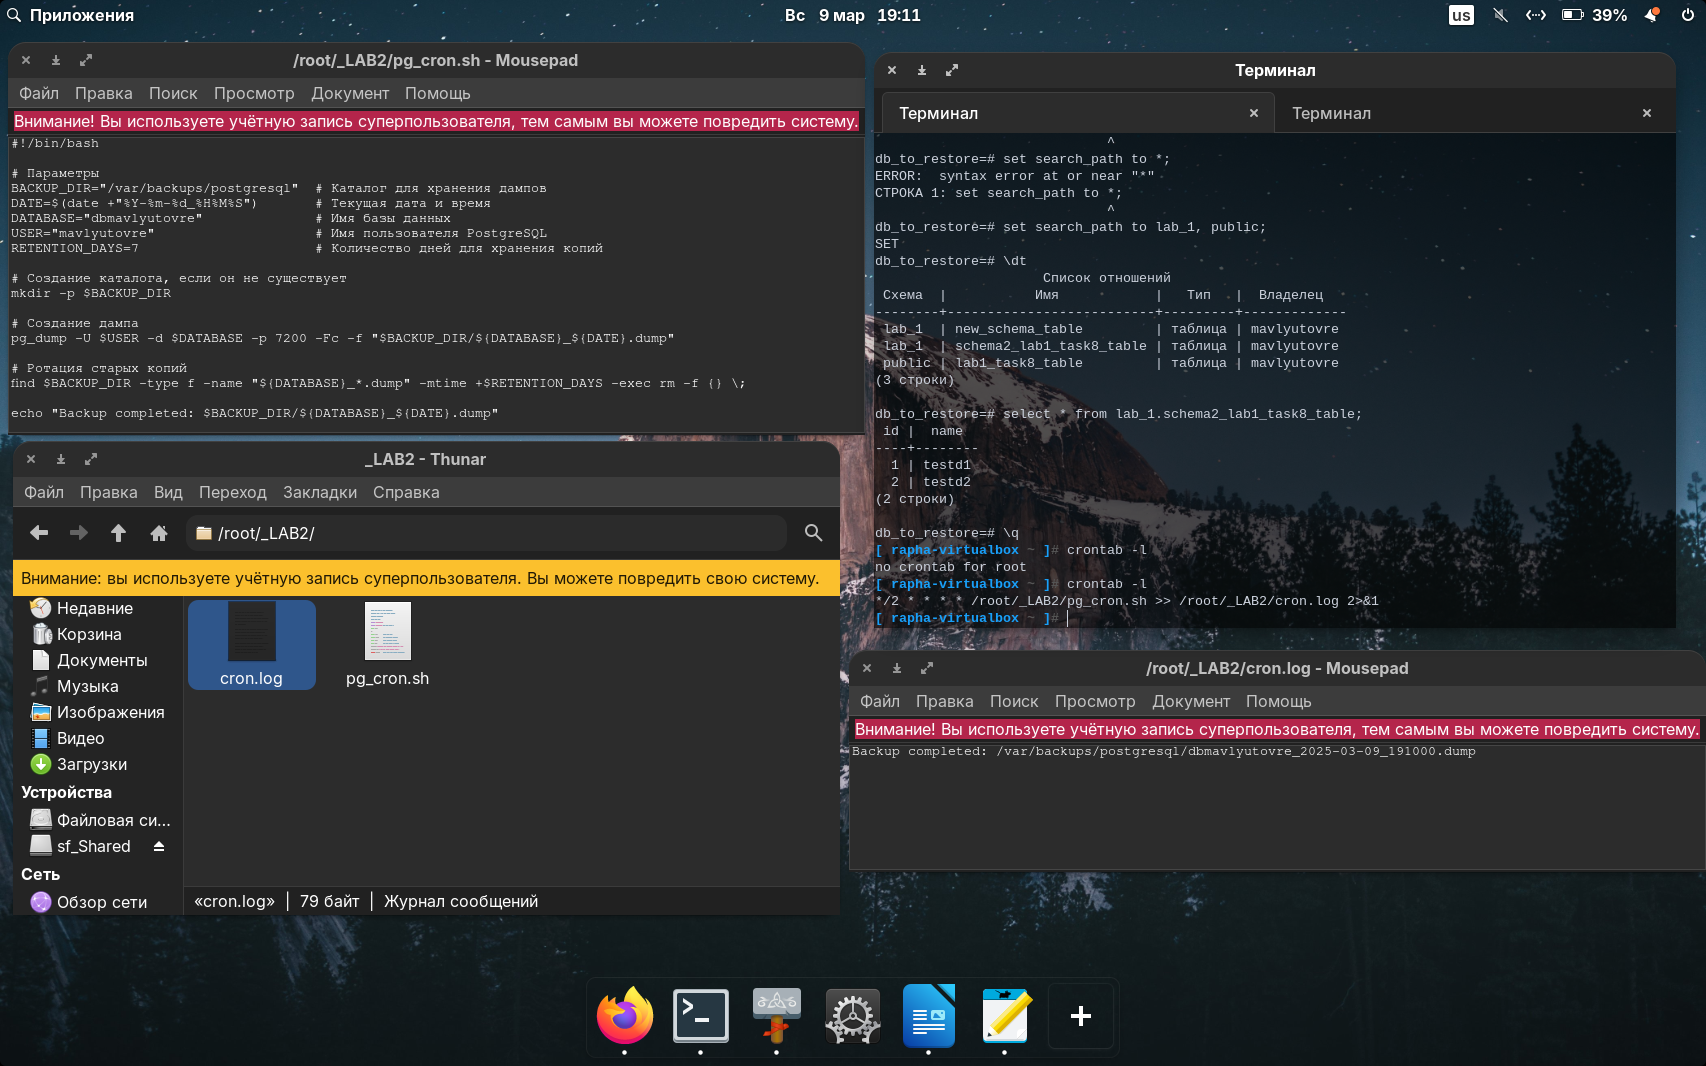 Приложения
Вс 9 мар 19:11
us
39%
/root/_LAB2/pg_cron.sh - Mousepad
Файл Правка Поиск Просмотр Документ Помощь
Внимание! Вы используете учётную запись суперпользователя, тем самым вы можете повредить систему.
#!/bin/bash
# Параметры
BACKUP_DIR="/var/backups/postgresql"  # Каталог для хранения дампов
DATE=$(date +"%Y-%m-%d_%H%M%S")       # Текущая дата и время
DATABASE="dbmavlyutovre"              # Имя базы данных
USER="mavlyutovre"                    # Имя пользователя PostgreSQL
RETENTION_DAYS=7                      # Количество дней для хранения копий
# Создание каталога, если он не существует
mkdir -p $BACKUP_DIR
# Создание дампа
pg_dump -U $USER -d $DATABASE -p 7200 -Fc -f "$BACKUP_DIR/${DATABASE}_${DATE}.dump"
# Ротация старых копий
find $BACKUP_DIR -type f -name "${DATABASE}_*.dump" -mtime +$RETENTION_DAYS -exec rm -f {} \;
echo "Backup completed: $BACKUP_DIR/${DATABASE}_${DATE}.dump"
_LAB2 - Thunar
Файл Правка Вид Переход Закладки Справка
/root/_LAB2/
Внимание: вы используете учётную запись суперпользователя. Вы можете повредить свою систему.
Недавние
Корзина
Документы
Музыка
Изображения
Видео
Загрузки
Устройства
Файловая си...
sf_Shared
Сеть
Обзор сети
cron.log
pg_cron.sh
«cron.log» | 79 байт | Журнал сообщений
Терминал
Терминал
Терминал
^
db_to_restore=# set search_path to *;
ERROR:  syntax error at or near "*"
СТРОКА 1: set search_path to *;
^
db_to_restore=# set search_path to lab_1, public;
SET
db_to_restore=# \dt
Список отношений
Схема  |           Имя            |   Тип   |  Владелец
--------+--------------------------+---------+-------------
lab_1  | new_schema_table         | таблица | mavlyutovre
lab_1  | schema2_lab1_task8_table | таблица | mavlyutovre
public | lab1_task8_table         | таблица | mavlyutovre
(3 строки)
db_to_restore=# select * from lab_1.schema2_lab1_task8_table;
id |  name
----+--------
1 | testd1
2 | testd2
(2 строки)
db_to_restore=# \q
[ rapha-virtualbox ~ ]# crontab -l
no crontab for root
[ rapha-virtualbox ~ ]# crontab -l
*/2 * * * * /root/_LAB2/pg_cron.sh >> /root/_LAB2/cron.log 2>&1
[ rapha-virtualbox ~ ]#
/root/_LAB2/cron.log - Mousepad
Файл Правка Поиск Просмотр Документ Помощь
Внимание! Вы используете учётную запись суперпользователя, тем самым вы можете повредить систему.
Backup completed: /var/backups/postgresql/dbmavlyutovre_2025-03-09_191000.dump